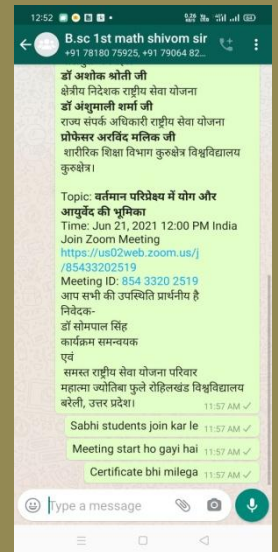 12:52
B.sc 1st math shivom sir
+91 78180 75925, +91 79064 82...
डॉ अशोक श्रोती जी
क्षेत्रीय निदेशक राष्ट्रीय सेवा योजना
डॉ अंशुमाली शर्मा जी
राज्य संपर्क अधिकारी राष्ट्रीय सेवा योजना
प्रोफेसर अरविंद मलिक जी
शारीरिक शिक्षा विभाग कुरुक्षेत्र विश्वविद्यालय
कुरुक्षेत्र।
Topic: वर्तमान परिप्रेक्ष्य में योग और
आयुर्वेद की भूमिका
Time: Jun 21, 2021 12:00 PM India
Join Zoom Meeting
https://us02web.zoom.us/j
/85433202519
Meeting ID: 854 3320 2519
आप सभी की उपस्थिति प्रार्थनीय है
निवेदक-
डॉ सोमपाल सिंह
कार्यक्रम समन्वयक
एवं
समस्त राष्ट्रीय सेवा योजना परिवार
महात्मा ज्योतिबा फुले रोहिलखंड विश्वविद्यालय
बरेली, उत्तर प्रदेश।
11:57 AM
Sabhi students join kar le 11:57 AM
Meeting start ho gayi hai 11:57 AM
Certificate bhi milega 11:57 AM
Type a message